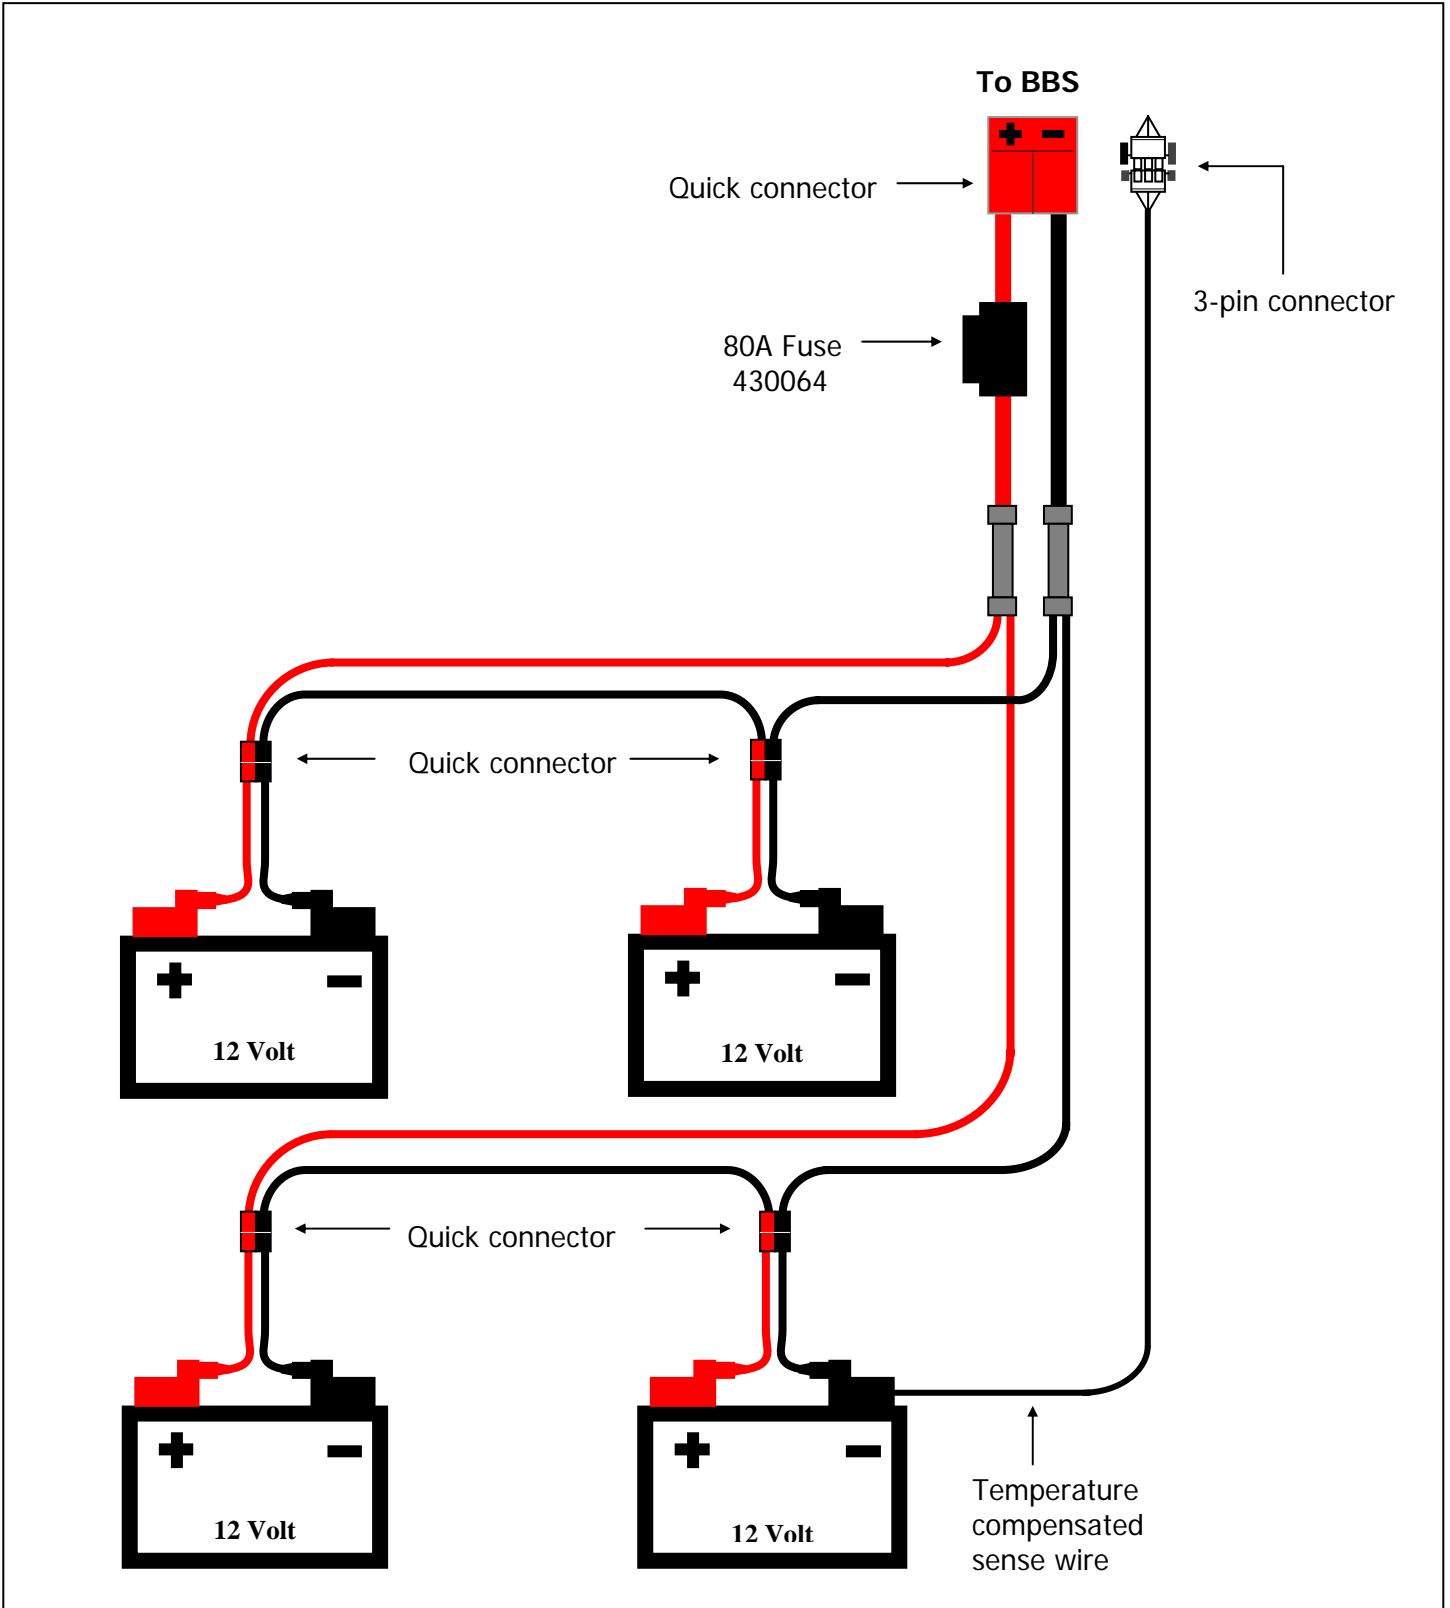 To BBS
Quick connector
3-pin connector
80A Fuse
430064
Quick connector
12 Volt
12 Volt
Quick connector
12 Volt
12 Volt
Temperature
compensated
sense wire